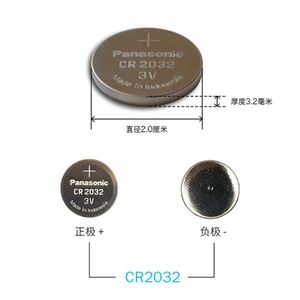 +
Panasonic
CR 2032
Made in Indonesia
3V
厚度3.2毫米
直径2.0厘米
Panasonic
CR 2032
Made in Indonesia
3V
正极 +
负极 -
CR2032